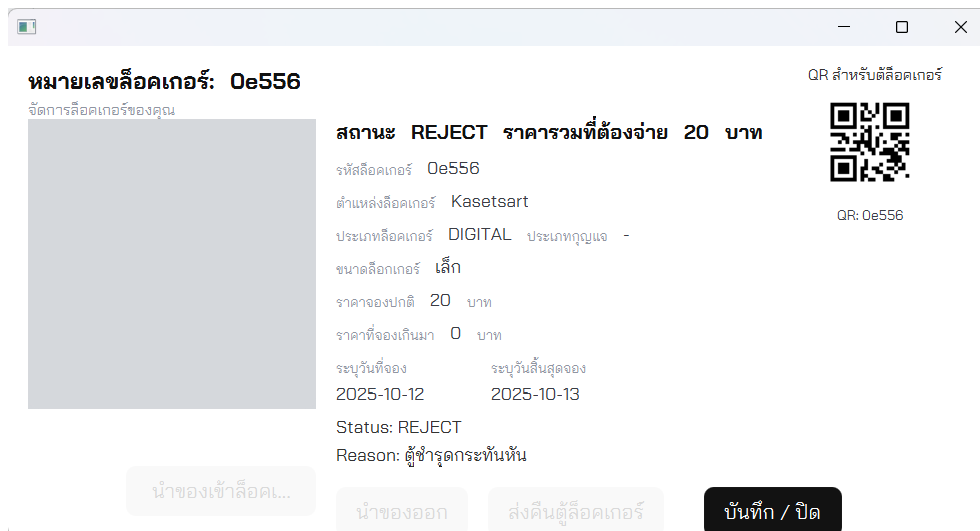 หมายเลขล็อคเกอร์: 0e556
จัดการล็อคเกอร์ของคุณ
QR สำหรับตัล็อคเกอร์
QR: 0e556
สถานะ REJECT ราคารวมที่ต้องจ่าย 20 บาท
รหัสล็อคเกอร์ 0e556
ตำแหล่งล็อคเกอร์ Kasetsart
ประเภทล็อคเกอร์ DIGITAL ประเภทกุญแจ -
ขนาดล็อกเกอร์ เล็ก
ราคาจองปกติ 20 บาท
ราคาที่จองเกินมา 0 บาท
ระบุวันที่จอง ระบุวันสิ้นสุดจอง
2025-10-12 2025-10-13
Status: REJECT
Reason: ตู้ชำรุดกระทันหัน
นำของเข้าล็อคเ...
นำของออก ส่งคืนตู้ล็อคเกอร์ บันทึก / ปิด